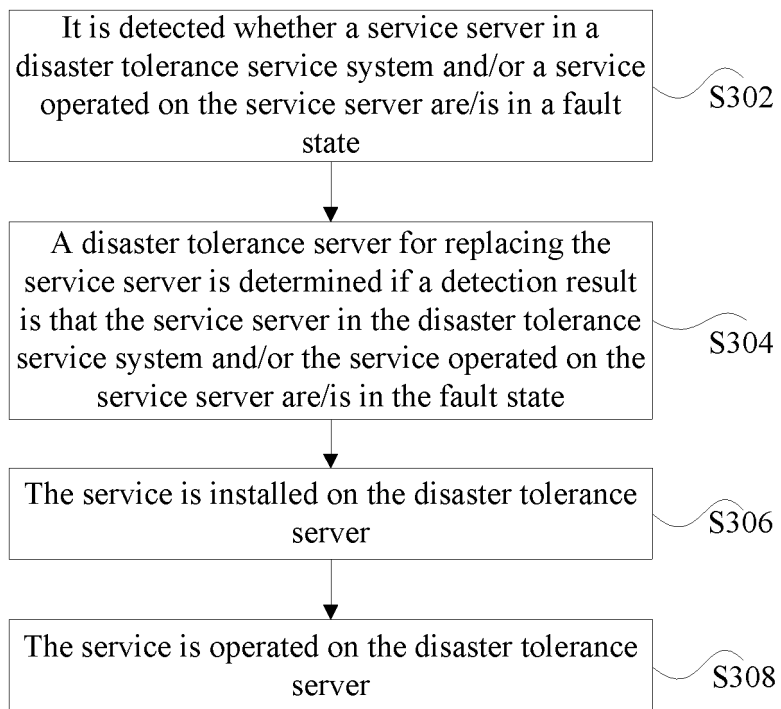 It is detected whether a service server in a
disaster tolerance service system and/or a service
operated on the service server are/is in a fault
state
S302
A disaster tolerance server for replacing the
service server is determined if a detection result
is that the service server in the disaster tolerance
service system and/or the service operated on the
service server are/is in the fault state
S304
The service is installed on the disaster tolerance
server
S306
The service is operated on the disaster tolerance
server
S308